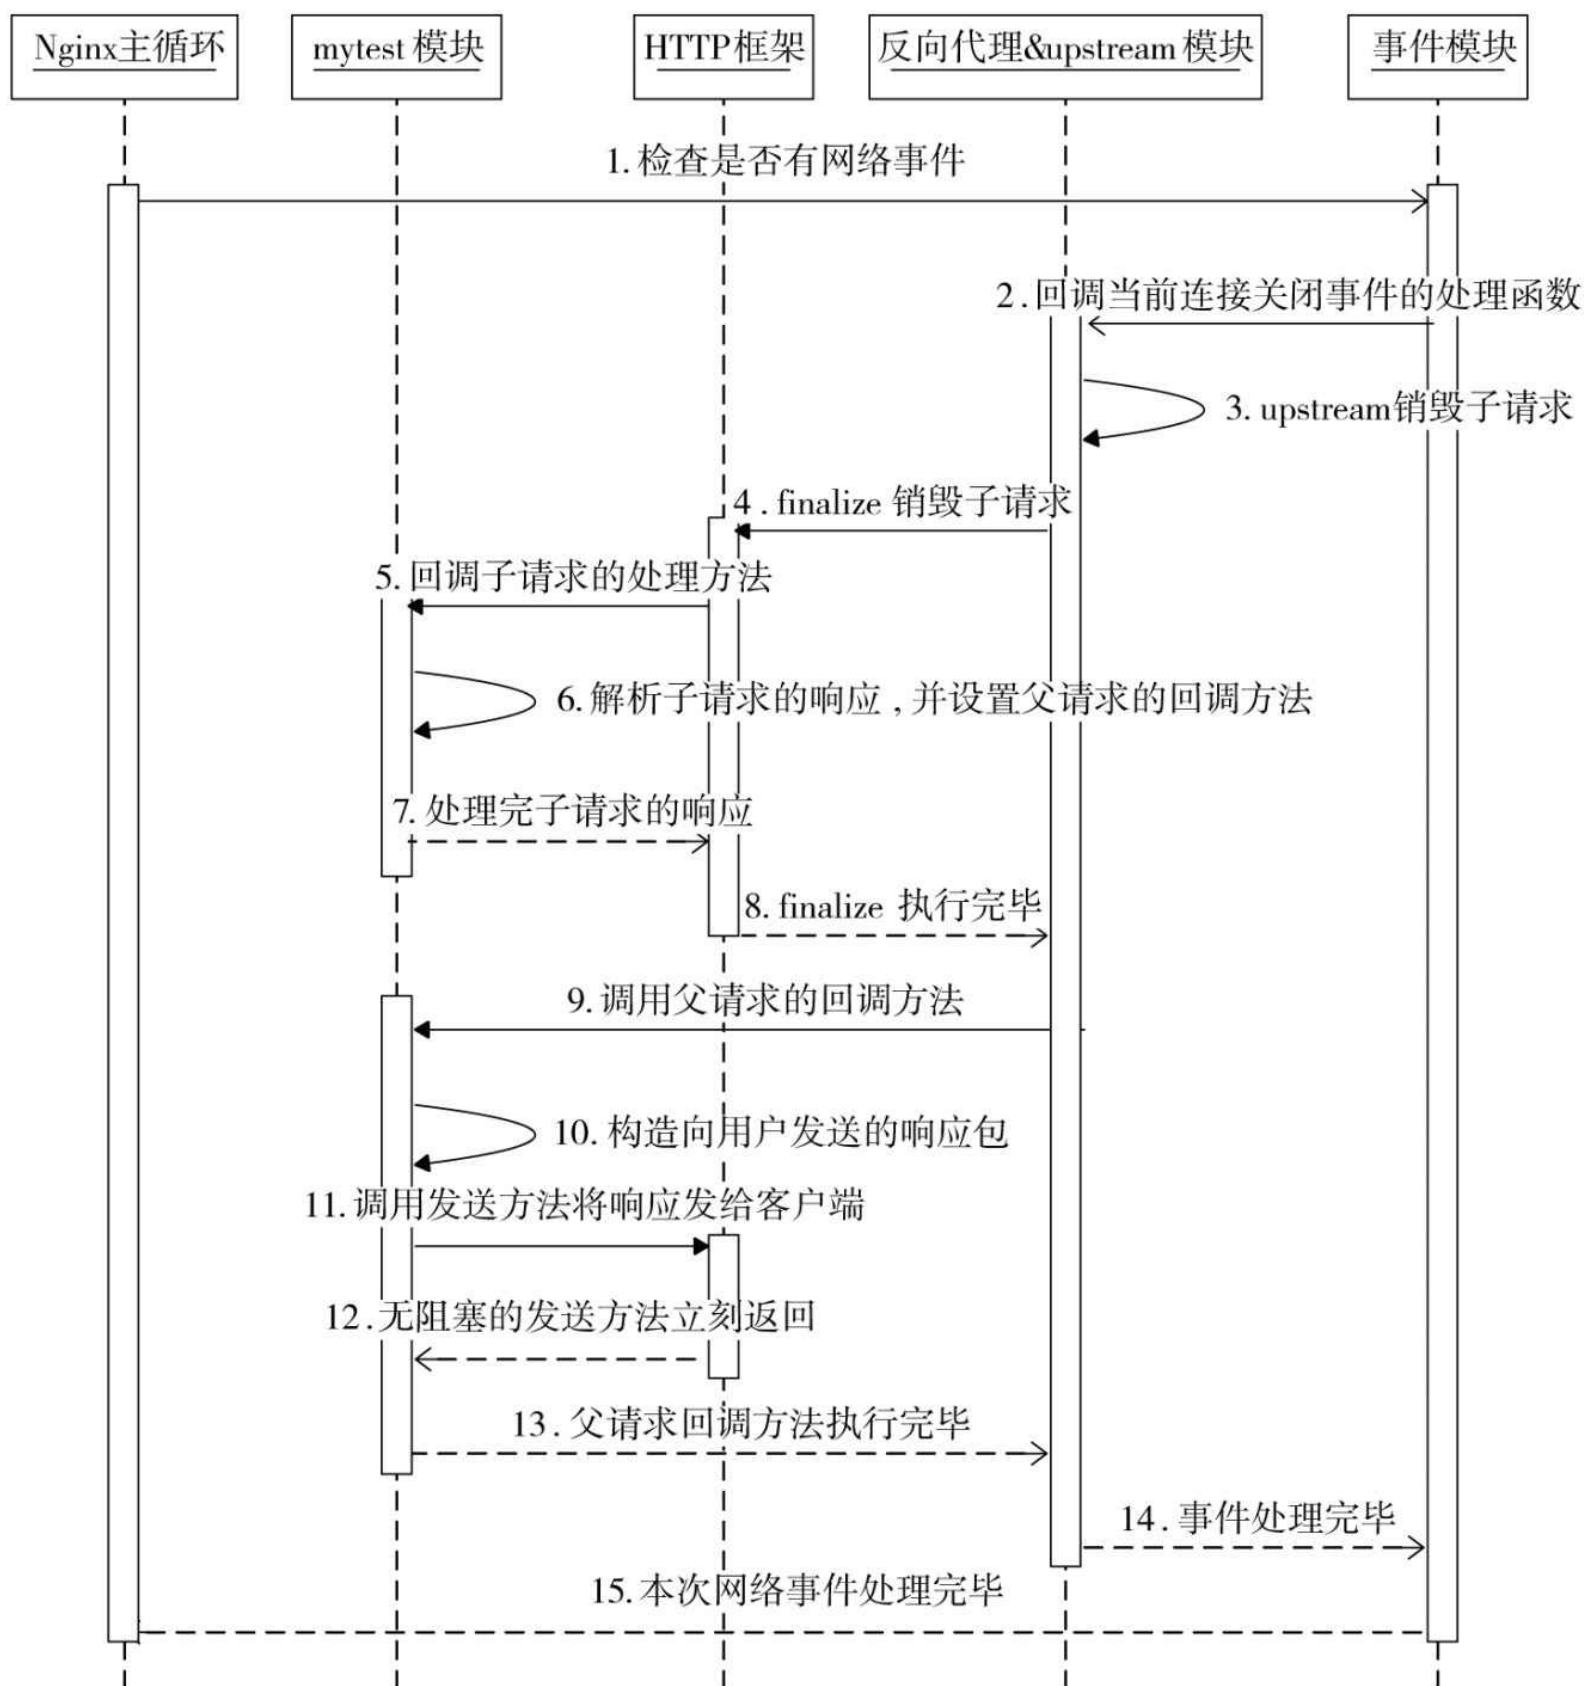 Nginx主循环
mytest 模块
HTTP框架
反向代理&upstream 模块
事件模块
1.检查是否有网络事件
2.回调当前连接关闭事件的处理函数
3. upstream销毁子请求
4 . finalize 销毁子请求
5. 回调子请求的处理方法
6.解析子请求的响应 , 并设置父请求的回调方法
7. 处理完子请求的响应
8. finalize 执行完毕
9.调用父请求的回调方法
10. 构造向用户发送的响应包
11.调用发送方法将响应发给客户端
12.无阻塞的发送方法立刻返回
13 . 父请求回调方法执行完毕
14 . 事件处理完毕
15.本次网络事件处理完毕